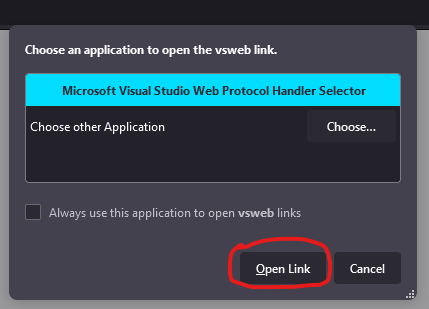 Choose an application to open the vsweb link.
Microsoft Visual Studio Web Protocol Handler Selector
Choose other Application
Choose...
Always use this application to open vsweb links
Open Link
Cancel